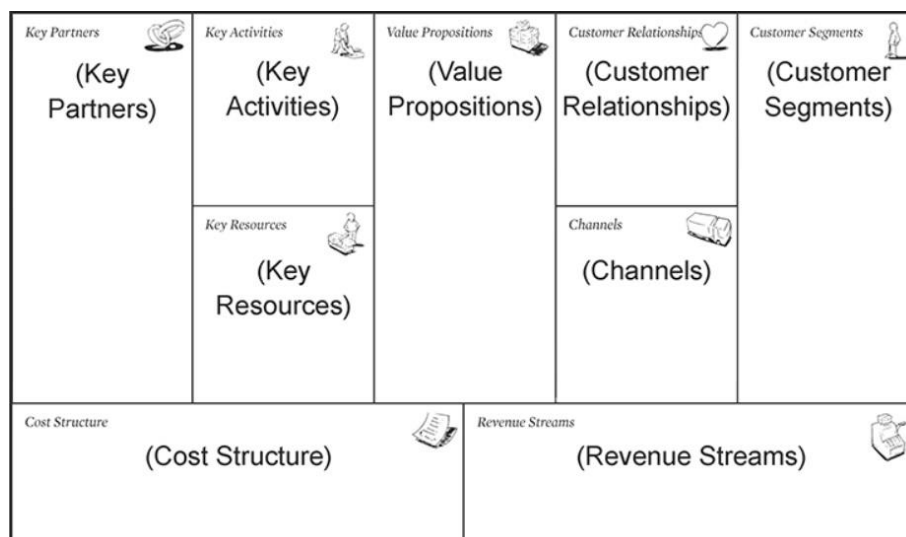 Key Partners
(Key
Partners)
Key Activities
(Key
Activities)
Key Resources
(Key
Resources)
Value Propositions
(Value
Propositions)
Customer Relationships
(Customer
Relationships)
Channels
(Channels)
Customer Segments
(Customer
Segments)
Cost Structure
(Cost Structure)
Revenue Streams
(Revenue Streams)